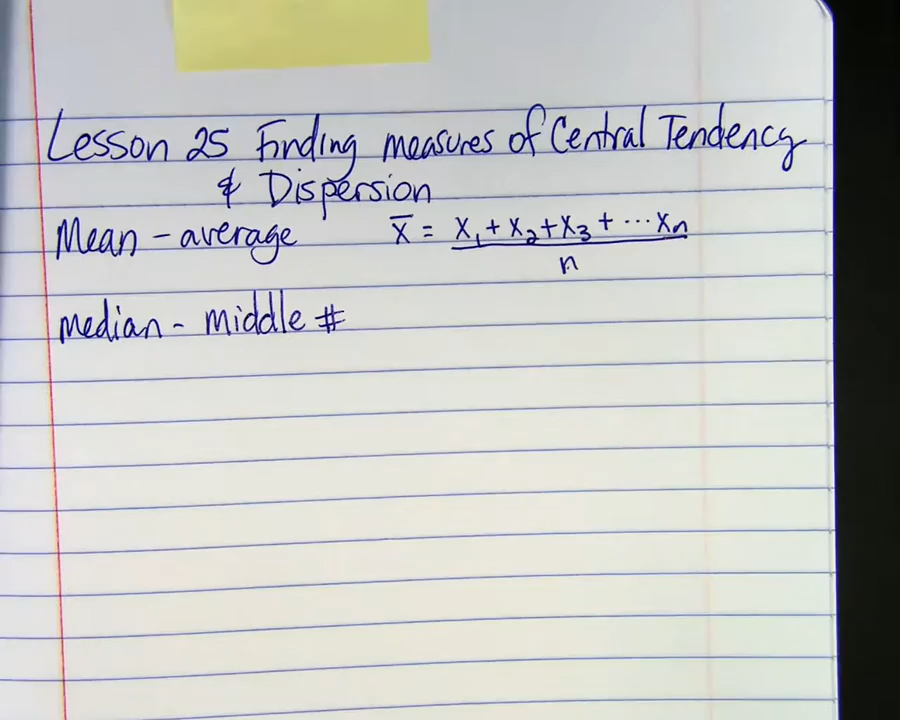 Lesson 25 Finding measures of Central Tendency
& Dispersion
Mean - average x̄ = x₁ + x₂ + x₃ + ... xₙ / n
median - middle #